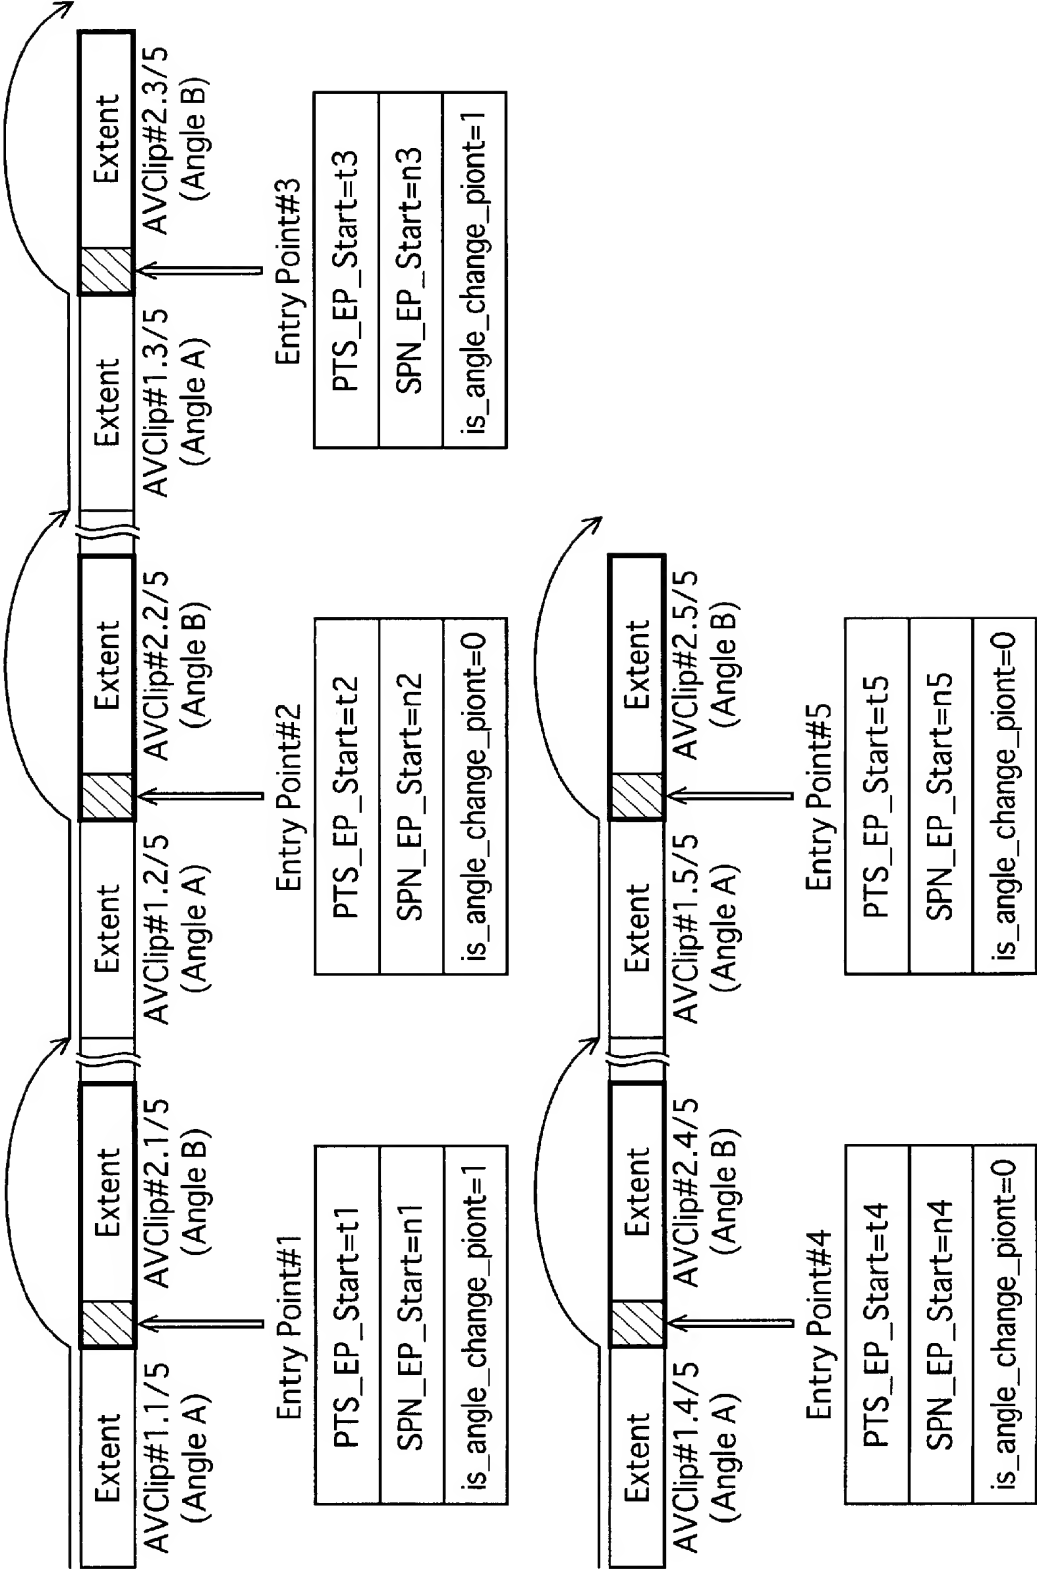 Extent
Extent
Extent
Extent
Extent
Extent
AVClip#1.1/5
(Angle A)
AVClip#2.1/5
(Angle B)
AVClip#1.2/5
(Angle A)
AVClip#2.2/5
(Angle B)
AVClip#1.3/5
(Angle A)
AVClip#2.3/5
(Angle B)
Entry Point#1
PTS_EP_Start=t1
SPN_EP_Start=n1
is_angle_change_piont=1
Entry Point#2
PTS_EP_Start=t2
SPN_EP_Start=n2
is_angle_change_piont=0
Entry Point#3
PTS_EP_Start=t3
SPN_EP_Start=n3
is_angle_change_piont=1
Extent
Extent
Extent
Extent
AVClip#1.4/5
(Angle A)
AVClip#2.4/5
(Angle B)
AVClip#1.5/5
(Angle A)
AVClip#2.5/5
(Angle B)
Entry Point#4
PTS_EP_Start=t4
SPN_EP_Start=n4
is_angle_change_piont=0
Entry Point#5
PTS_EP_Start=t5
SPN_EP_Start=n5
is_angle_change_piont=0